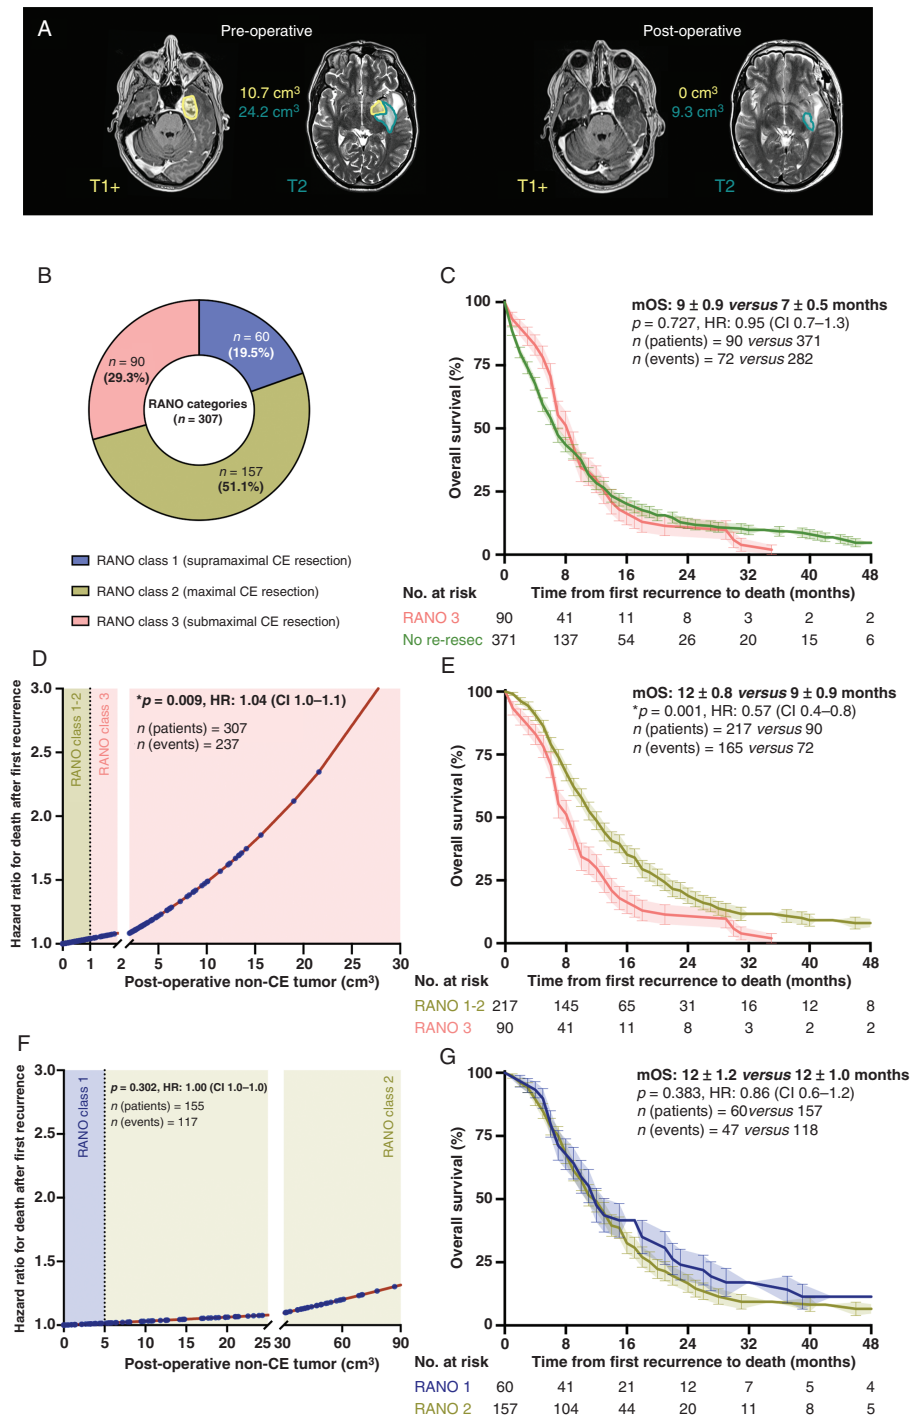 A
Pre-operative
Post-operative
10.7 cm³
24.2 cm³
0 cm³
9.3 cm³
T1+
T2
T1+
T2
B
n = 60
(19.5%)
n = 90
(29.3%)
RANO categories
(n = 307)
n = 157
(51.1%)
RANO class 1 (supramaximal CE resection)
RANO class 2 (maximal CE resection)
RANO class 3 (submaximal CE resection)
C
mOS: 9 ± 0.9 versus 7 ± 0.5 months
p = 0.727, HR: 0.95 (CI 0.7–1.3)
n (patients) = 90 versus 371
n (events) = 72 versus 282
Overall survival (%)
100
75
50
25
0
0 8 16 24 32 40 48
No. at risk Time from first recurrence to death (months)
RANO 3 90 41 11 8 3 2 2
No re-resec 371 137 54 26 20 15 6
D
Hazard ratio for death after first recurrence
3.0
2.5
2.0
1.5
1.0
RANO class 1-2
RANO class 3
*p = 0.009, HR: 1.04 (CI 1.0–1.1)
n (patients) = 307
n (events) = 237
0 1 2 5 10 15 20 25 30
Post-operative non-CE tumor (cm³)
E
mOS: 12 ± 0.8 versus 9 ± 0.9 months
*p = 0.001, HR: 0.57 (CI 0.4–0.8)
n (patients) = 217 versus 90
n (events) = 165 versus 72
Overall survival (%)
100
75
50
25
0
0 8 16 24 32 40 48
No. at risk Time from first recurrence to death (months)
RANO 1-2 217 145 65 31 16 12 8
RANO 3 90 41 11 8 3 2 2
F
Hazard ratio for death after first recurrence
3.0
2.5
2.0
1.5
1.0
RANO class 1
p = 0.302, HR: 1.00 (CI 1.0–1.0)
n (patients) = 155
n (events) = 117
RANO class 2
0 5 10 15 20 25 30 60 90
Post-operative non-CE tumor (cm³)
G
mOS: 12 ± 1.2 versus 12 ± 1.0 months
p = 0.383, HR: 0.86 (CI 0.6–1.2)
n (patients) = 60 versus 157
n (events) = 47 versus 118
Overall survival (%)
100
75
50
25
0
0 8 16 24 32 40 48
No. at risk Time from first recurrence to death (months)
RANO 1 60 41 21 12 7 5 4
RANO 2 157 104 44 20 11 8 5